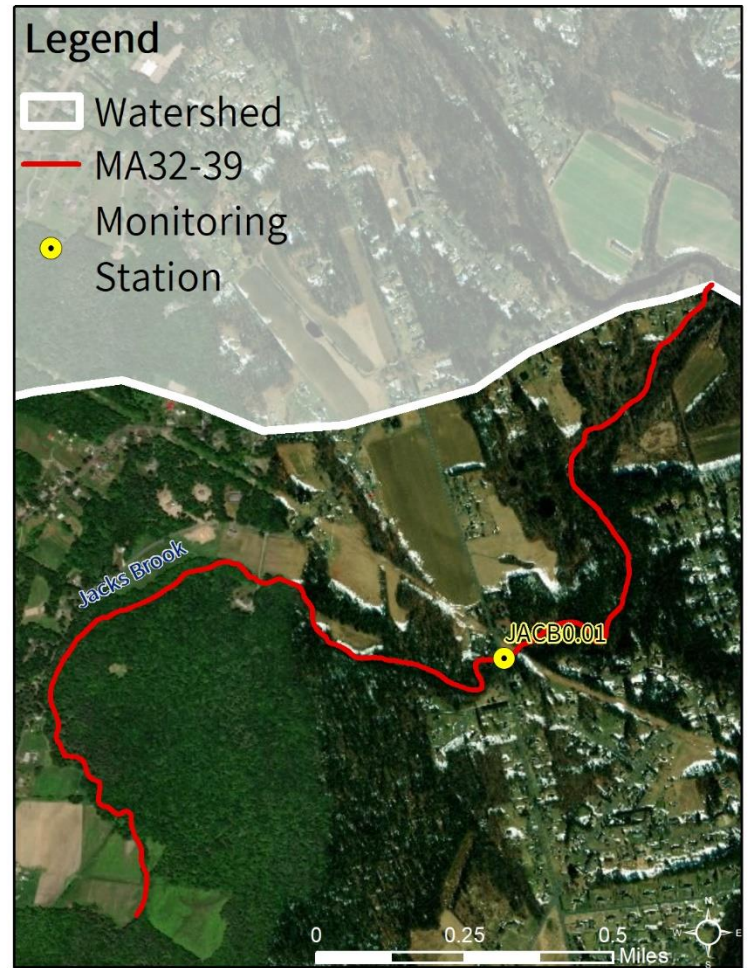 Legend
Watershed
MA32-39
Monitoring
Station
Jacks Brook
JACB0.01
N
W E
S
0 0.25 0.5
Miles